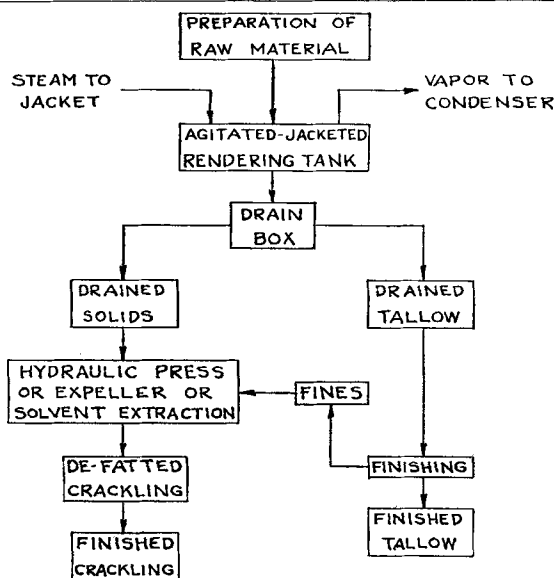 PREPARATION OF
RAW MATERIAL
STEAM TO
JACKET
VAPOR TO
CONDENSER
AGITATED-JACKETED
RENDERING TANK
DRAIN
BOX
DRAINED
SOLIDS
DRAINED
TALLOW
HYDRAULIC PRESS
OR EXPELLER OR
SOLVENT EXTRACTION
FINES
DE-FATTED
CRACKLING
FINISHING
FINISHED
CRACKLING
FINISHED
TALLOW